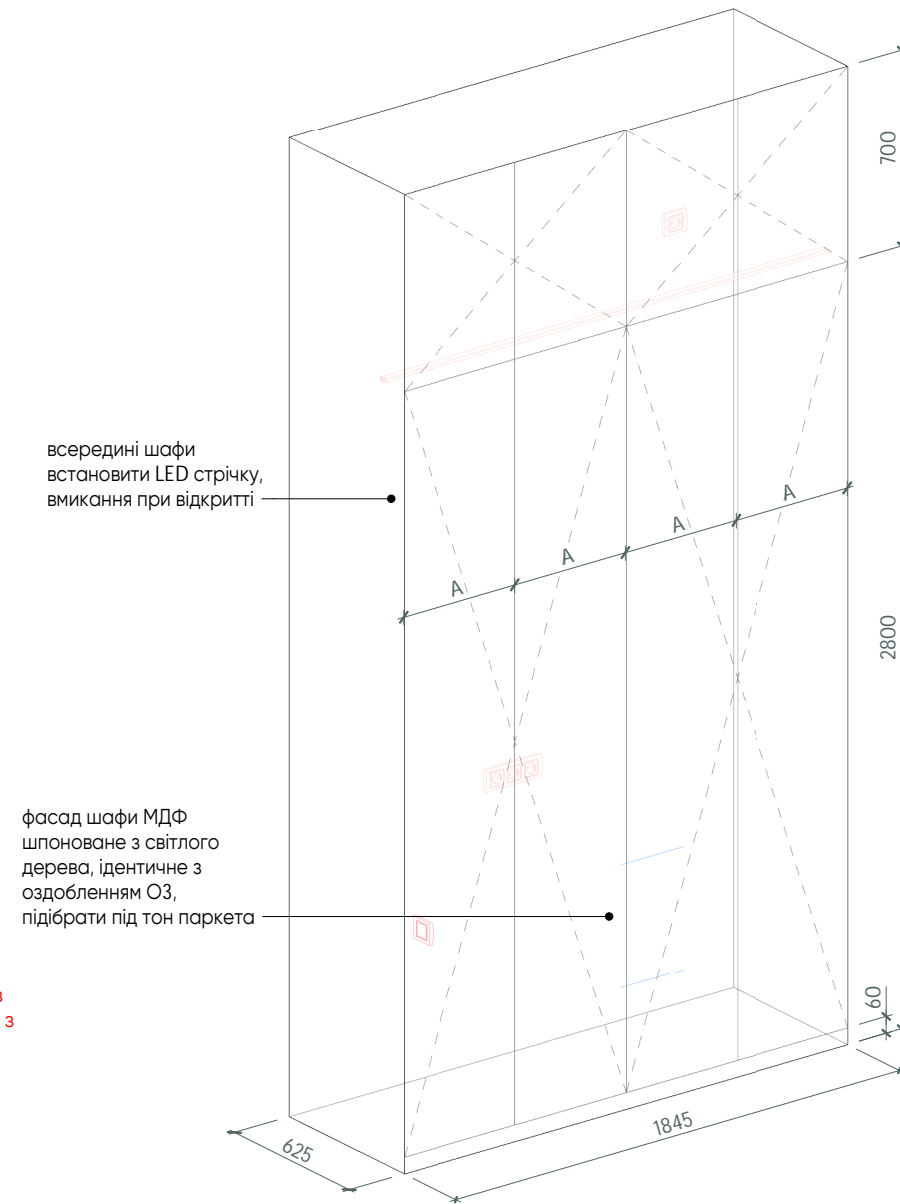 700
всередині шафи
встановити LED стрічку,
вмикання при відкритті
A
A
A
A
2800
фасад шафи МДФ
шпоноване з світлого
дерева, ідентичне з
оздобленням О3,
підібрати під тон паркета
в
з
60
1845
625